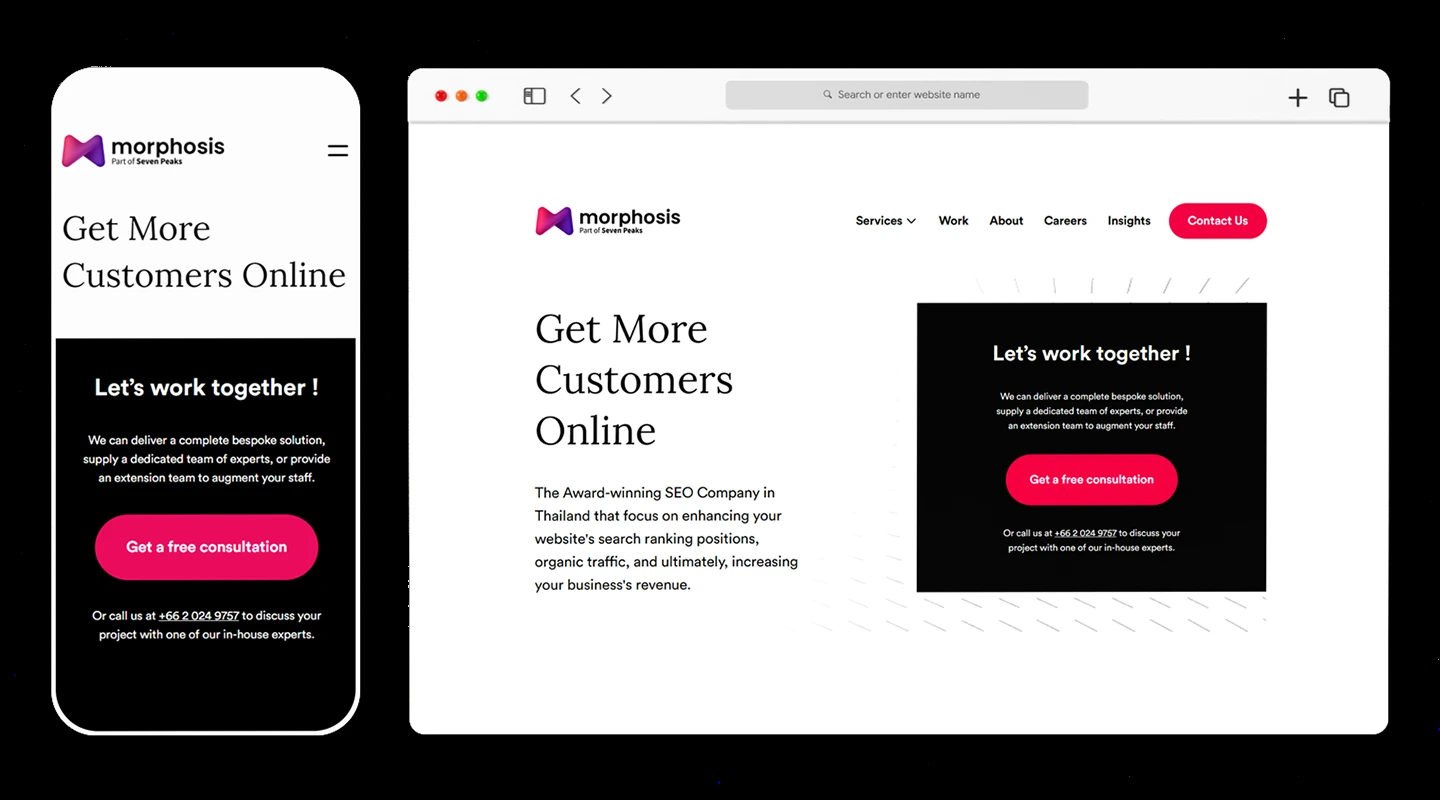 morphosis
Part of Seven Peaks
Get More
Customers Online
Let's work together !
We can deliver a complete bespoke solution,
supply a dedicated team of experts, or provide
an extension team to augment your staff.
Get a free consultation
Or call us at +66 2 024 9757 to discuss your
project with one of our in-house experts.
Search or enter website name
morphosis
Part of Seven Peaks
Services Work About Careers Insights Contact Us
Get More
Customers
Online
The Award-winning SEO Company in
Thailand that focus on enhancing your
website's search ranking positions,
organic traffic, and ultimately, increasing
your business's revenue.
Let's work together !
We can deliver a complete bespoke solution,
supply a dedicated team of experts, or provide
an extension team to augment your staff.
Get a free consultation
Or call us at +66 2 024 9757 to discuss your
project with one of our in-house experts.